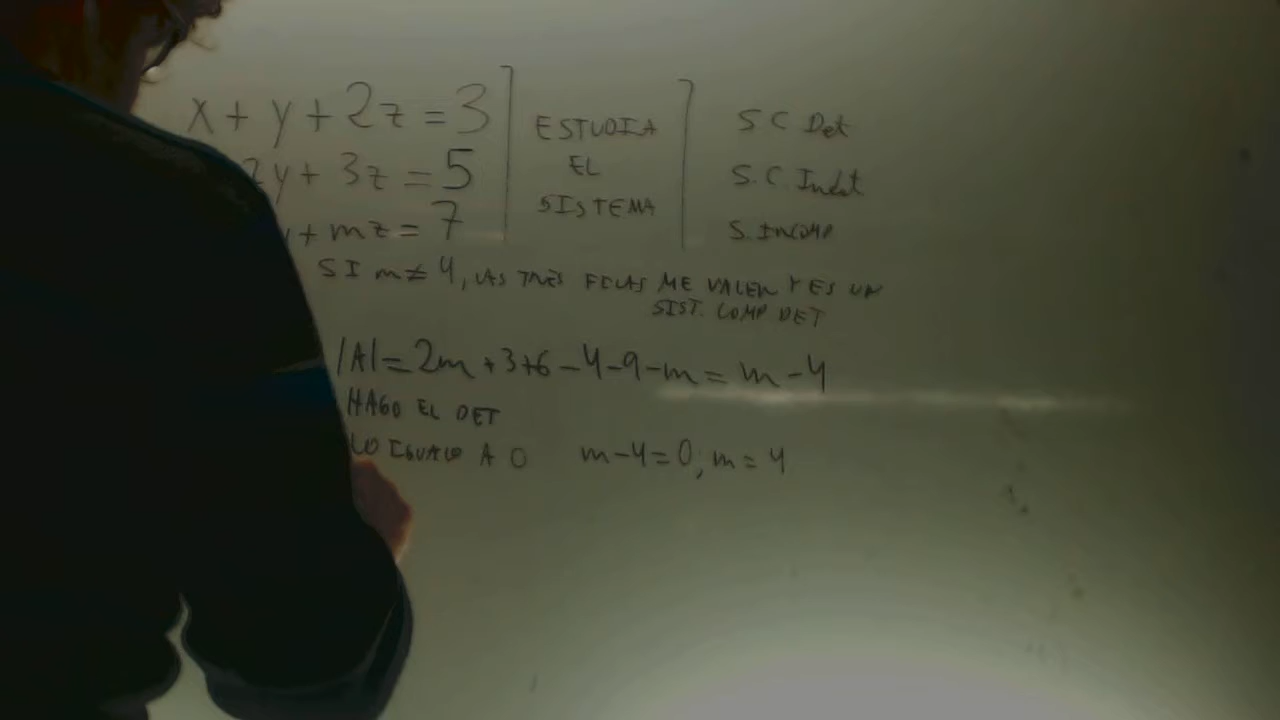 x + y + 2z = 3
2y + 3z = 5
y + mz = 7
ESTUDIA
EL
SISTEMA
S C Det
S.C. Indet
S. INCOMP
SI m ≠ 4, LAS TRES FILAS ME VALEN Y ES UN
SIST. COMP DET
|A| = 2m + 3 + 6 - 4 - 9 - m = m - 4
HAGO EL DET
LO IGUALO A 0 m - 4 = 0; m = 4